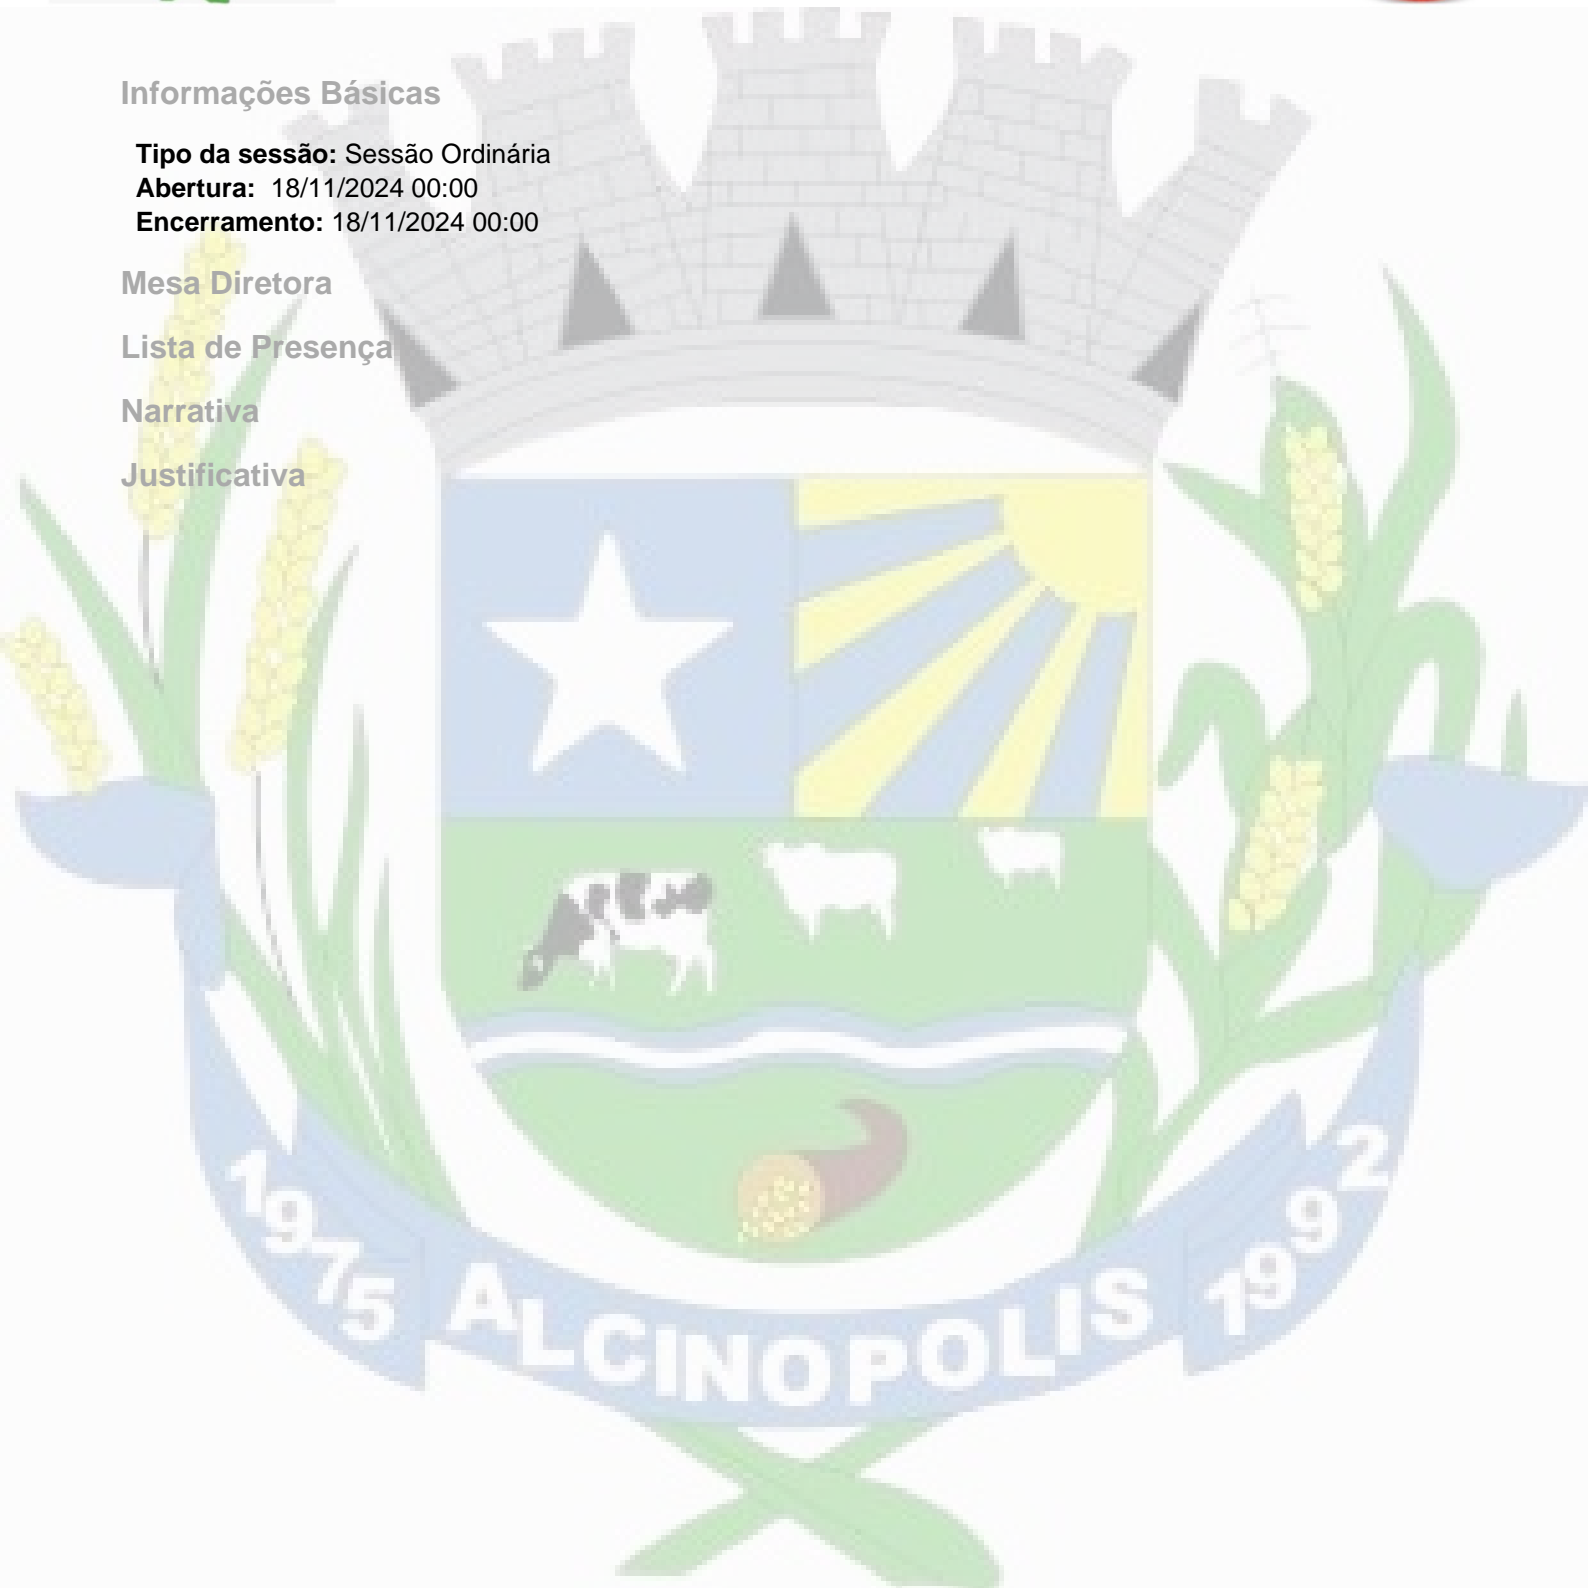 Informações Básicas
Tipo da sessão: Sessão Ordinária
Abertura: 18/11/2024 00:00
Encerramento: 18/11/2024 00:00
Mesa Diretora
Lista de Presença
Narrativa
Justificativa
1975 ALCINOPOLIS 1992